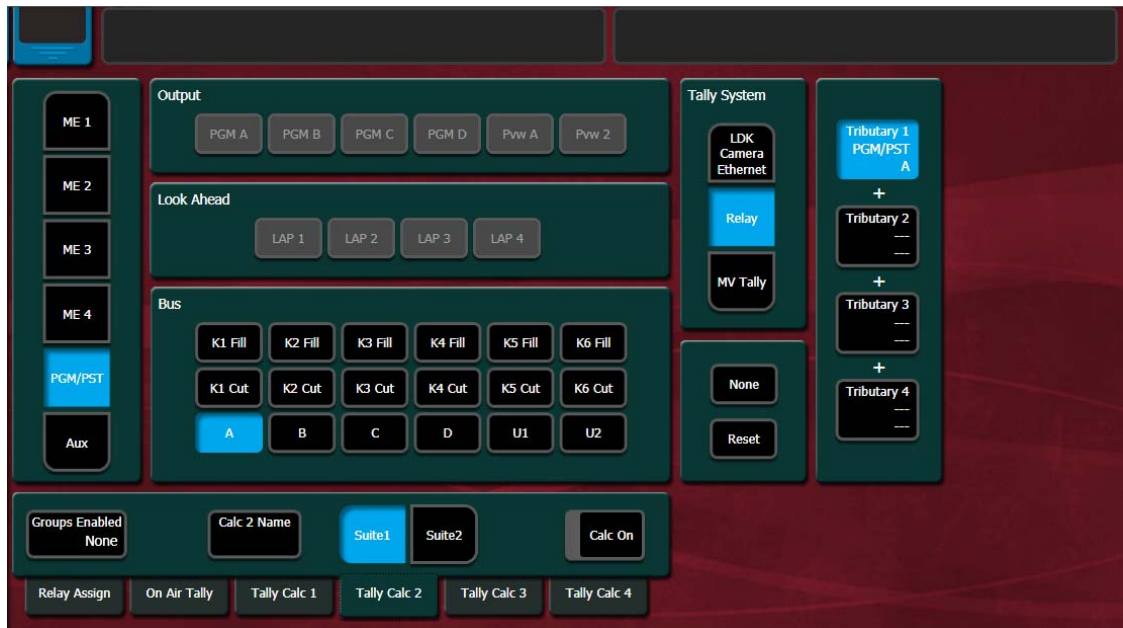 ME 1
ME 2
ME 3
ME 4
PGM/PST
Aux
Output
PGM A
PGM B
PGM C
PGM D
Pvw A
Pvw 2
Look Ahead
LAP 1
LAP 2
LAP 3
LAP 4
Bus
K1 Fill
K2 Fill
K3 Fill
K4 Fill
K5 Fill
K6 Fill
K1 Cut
K2 Cut
K3 Cut
K4 Cut
K5 Cut
K6 Cut
A
B
C
D
U1
U2
Tally System
LDK
Camera
Ethernet
Relay
MV Tally
None
Reset
Tributary 1
PGM/PST
A
+
Tributary 2
---
---
+
Tributary 3
---
---
+
Tributary 4
---
---
Groups Enabled
None
Calc 2 Name
Suite1
Suite2
Calc On
Relay Assign
On Air Tally
Tally Calc 1
Tally Calc 2
Tally Calc 3
Tally Calc 4